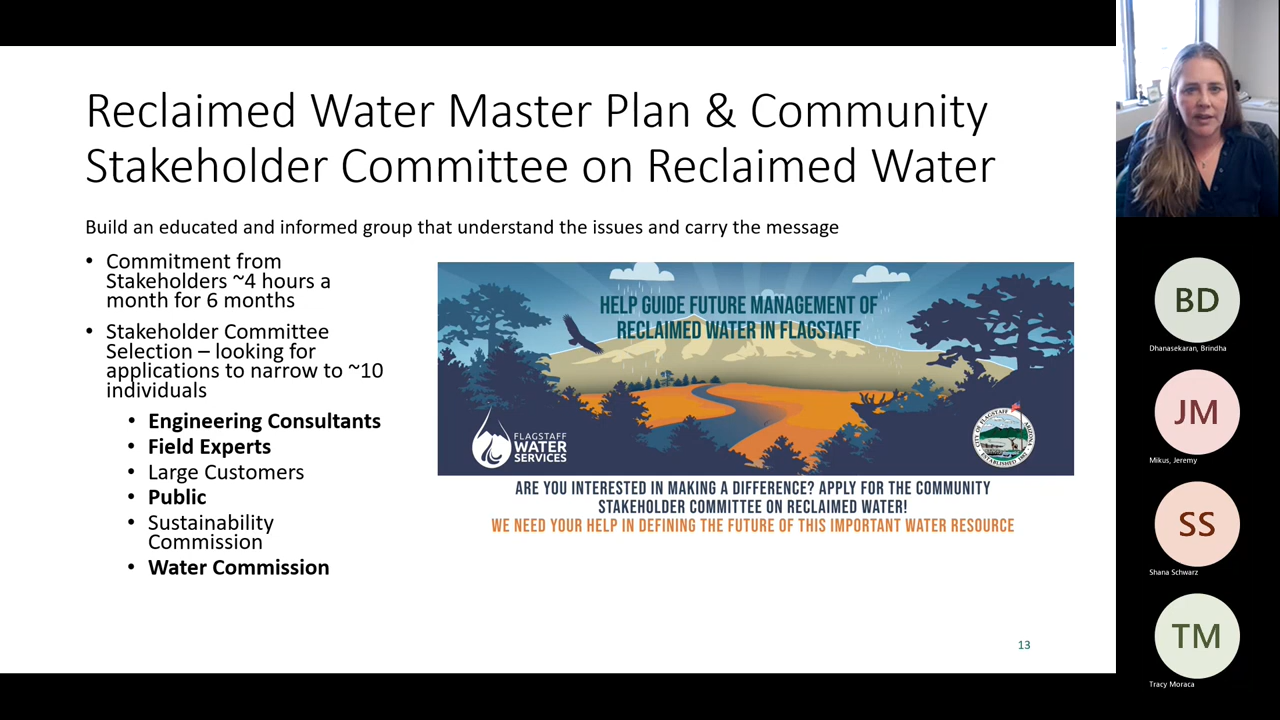 Reclaimed Water Master Plan & Community
Stakeholder Committee on Reclaimed Water
Build an educated and informed group that understand the issues and carry the message
• Commitment from
Stakeholders ~4 hours a
month for 6 months
• Stakeholder Committee
Selection – looking for
applications to narrow to ~10
individuals
• Engineering Consultants
• Field Experts
• Large Customers
• Public
• Sustainability
Commission
• Water Commission
HELP GUIDE FUTURE MANAGEMENT OF
RECLAIMED WATER IN FLAGSTAFF
FLAGSTAFF
WATER
SERVICES
CITY OF FLAGSTAFF
ARIZONA
ARE YOU INTERESTED IN MAKING A DIFFERENCE? APPLY FOR THE COMMUNITY
STAKEHOLDER COMMITTEE ON RECLAIMED WATER!
WE NEED YOUR HELP IN DEFINING THE FUTURE OF THIS IMPORTANT WATER RESOURCE
13
BD
Dhanasekaran, Brindha
JM
Mikus, Jeremy
SS
Shana Schwarz
TM
Tracy Moraca